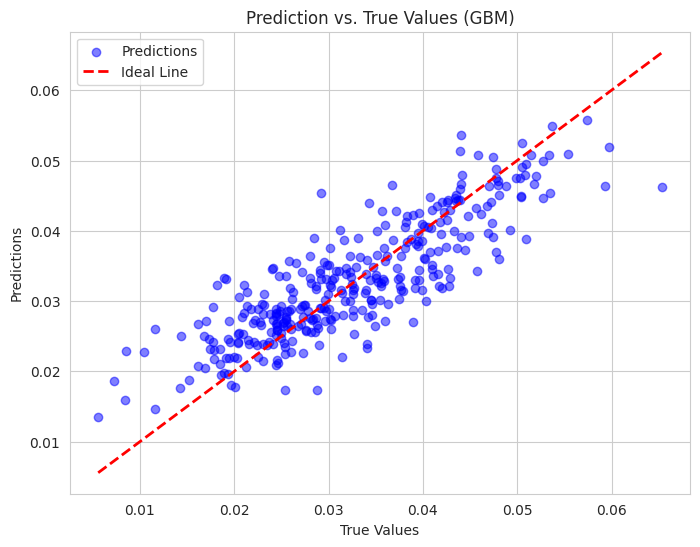 Prediction vs. True Values (GBM)
Predictions
Ideal Line
0.06
0.05
0.04
0.03
0.02
0.01
Predictions
0.01 0.02 0.03 0.04 0.05 0.06
True Values